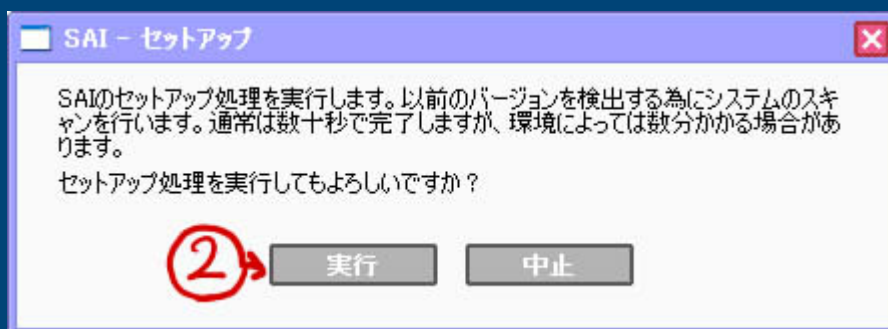 SAI - セットアップ
SAIのセットアップ処理を実行します。以前のバージョンを検出する為にシステムのスキ
ャンを行います。通常は数十秒で完了しますが、環境によっては数分かかる場合があ
ります。
セットアップ処理を実行してもよろしいですか？
② 実行 中止